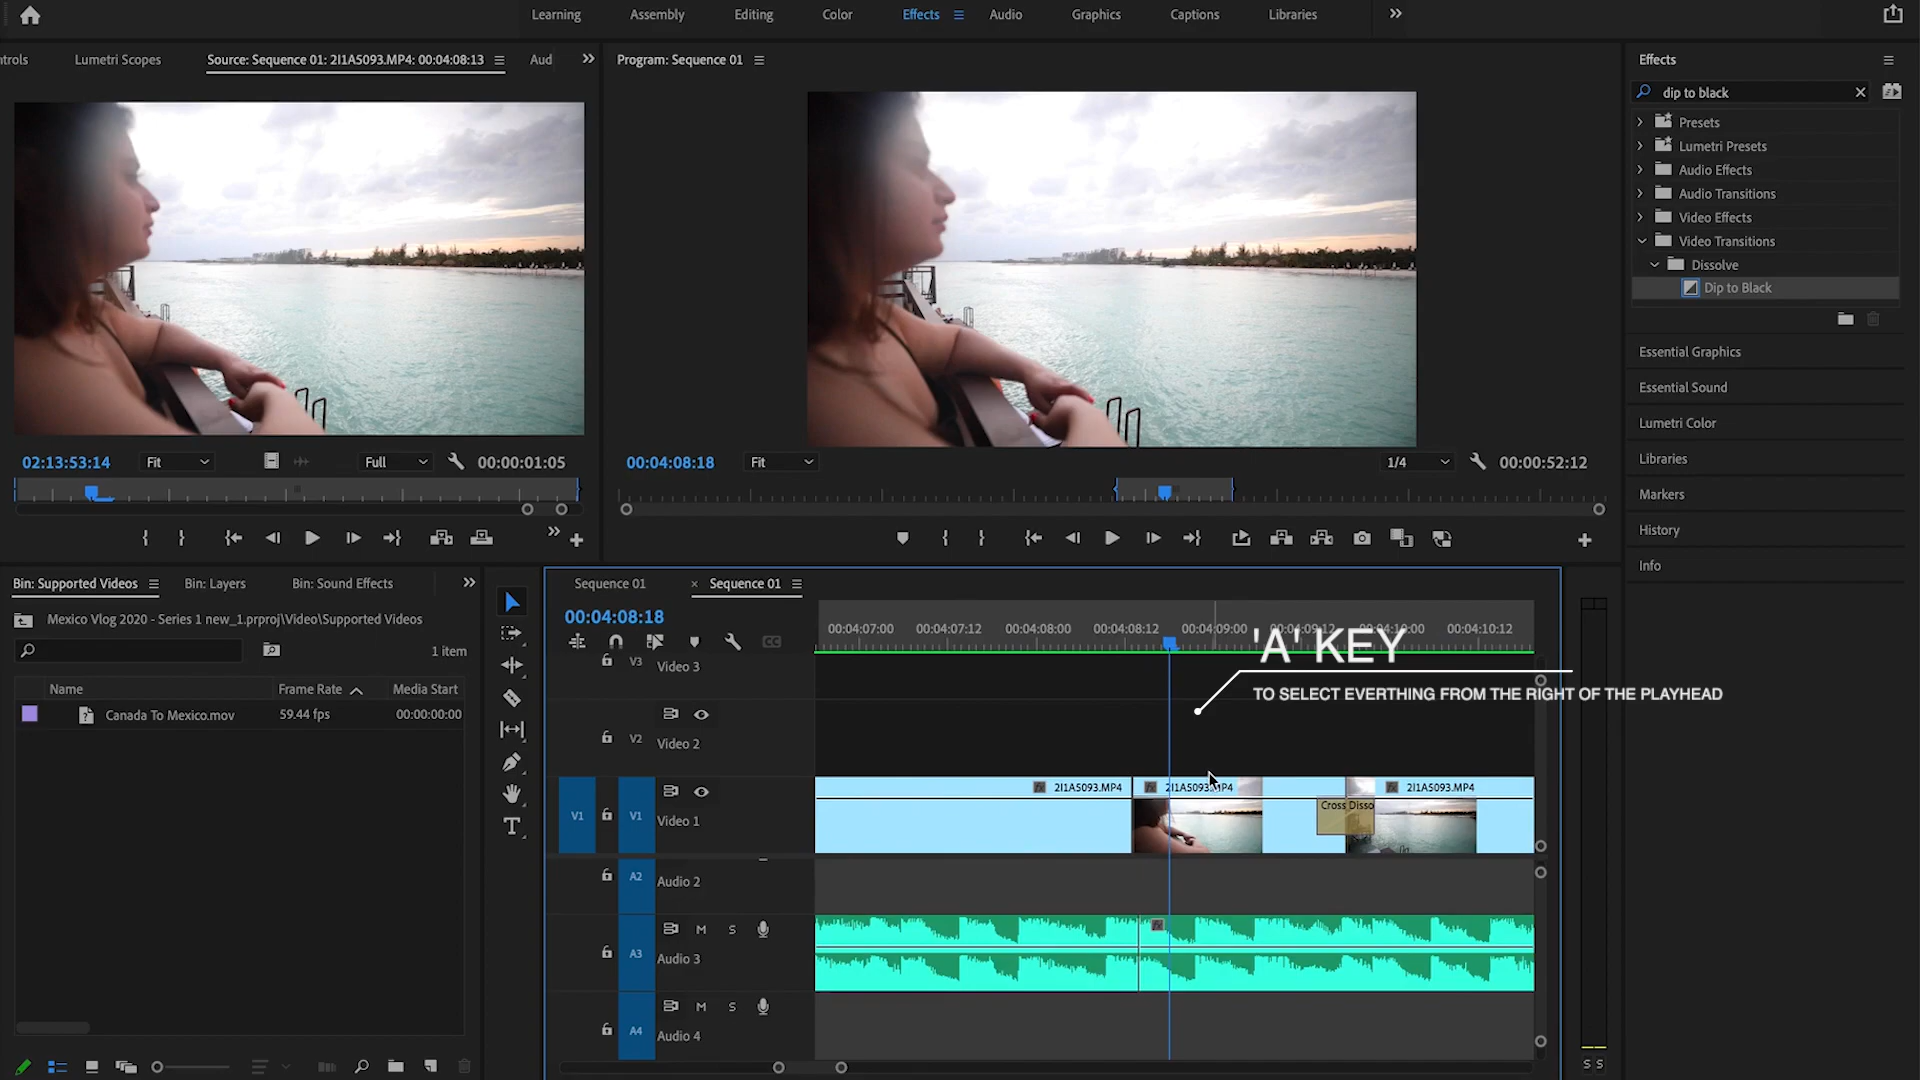 Learning
Assembly
Editing
Color
Effects
Audio
Graphics
Captions
Libraries
ntrols
Lumetri Scopes
Source: Sequence 01: 2I1A5093.MP4: 00:04:08:13
Aud
Program: Sequence 01
Effects
dip to black
Presets
Lumetri Presets
Audio Effects
Audio Transitions
Video Effects
Video Transitions
Dissolve
Dip to Black
Essential Graphics
Essential Sound
Lumetri Color
Libraries
Markers
History
Info
02:13:53:14
Fit
Full
00:00:01:05
00:04:08:18
Fit
1/4
00:00:52:12
Bin: Supported Videos
Bin: Layers
Bin: Sound Effects
Mexico Vlog 2020 - Series 1 new_1.prproj\Video\Supported Videos
1 item
Name
Frame Rate
Media Start
Canada To Mexico.mov
59.44 fps
00:00:00:00
Sequence 01
× Sequence 01
00:04:08:18
00:04:07:00
00:04:07:12
00:04:08:00
00:04:08:12
00:04:09:00
'A' KEY
TO SELECT EVERTHING FROM THE RIGHT OF THE PLAYHEAD
00:04:10:12
V3
Video 3
V2
Video 2
V1
V1
Video 1
fx 2I1A5093.MP4
fx 2I1A5093.MP4
fx 2I1A5093.MP4
Cross Disso
A2
Audio 2
M
S
A3
Audio 3
fx
M
S
A4
Audio 4
S S